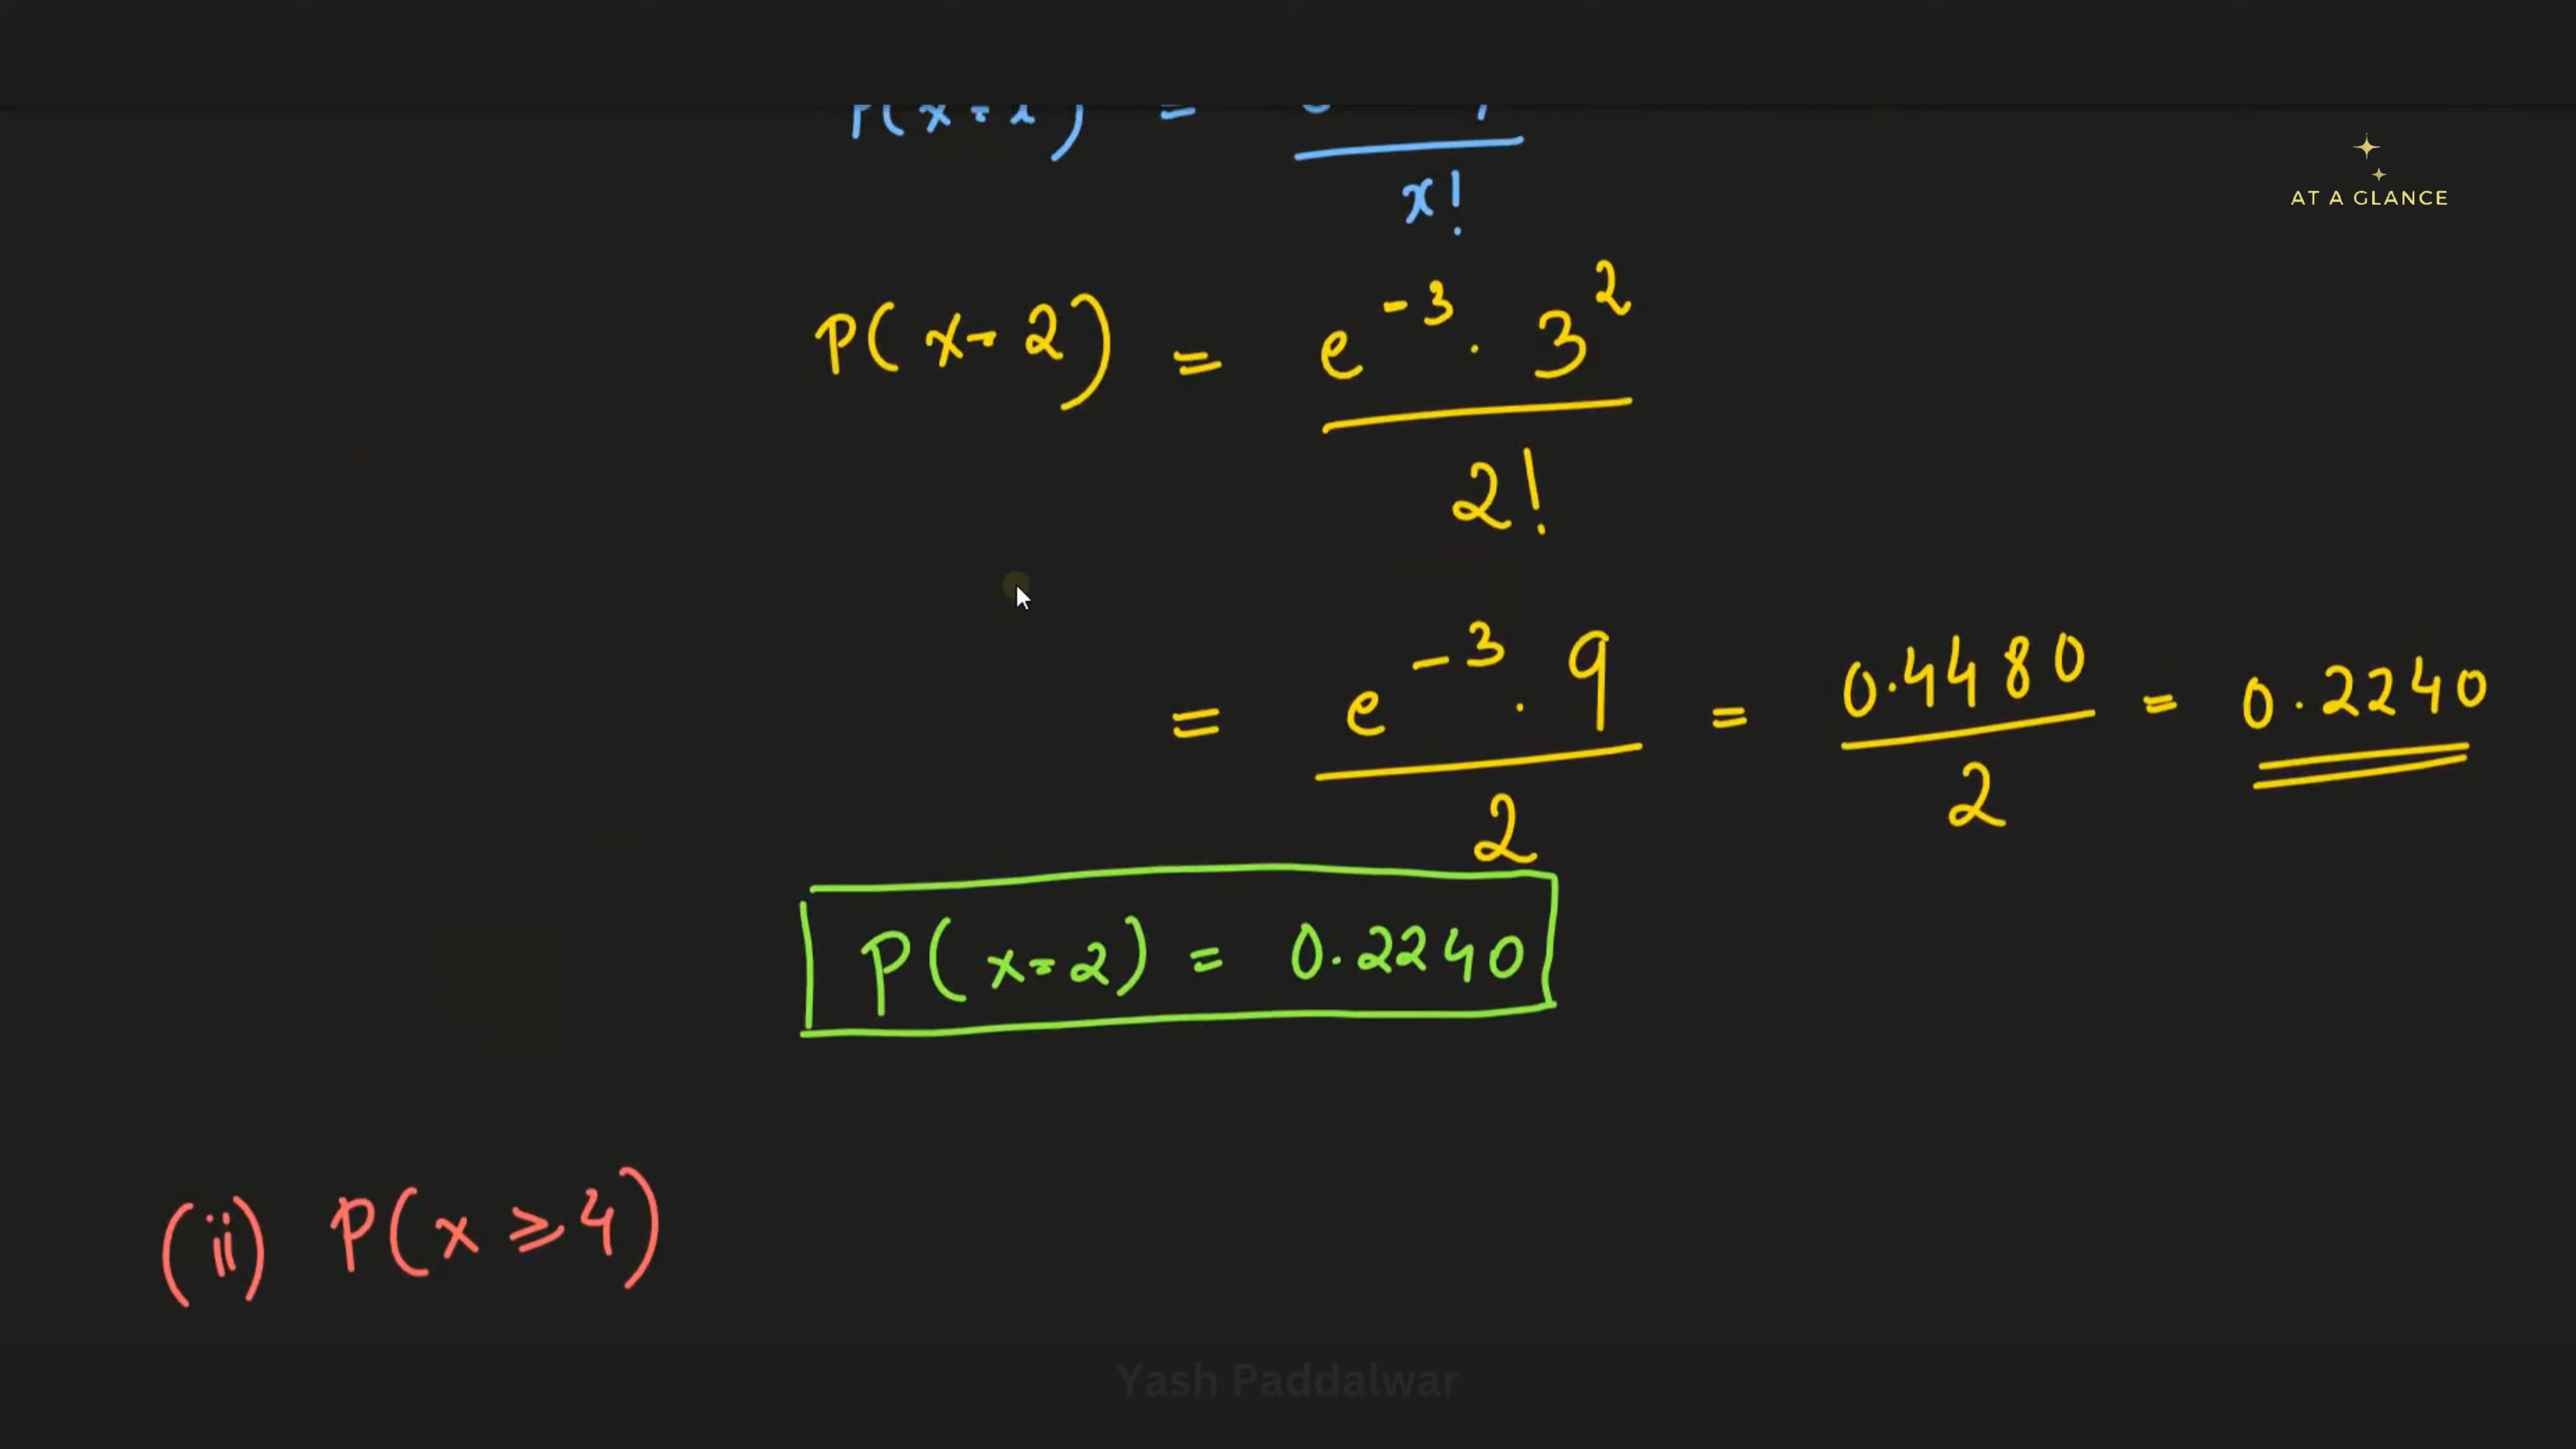 P(x=x) =
x!
AT A GLANCE
P(x=2) = e^-3 . 3^2
2!
= e^-3 . 9 = 0.4480 = 0.2240
2 2
P(x=2) = 0.2240
(ii) P(x ≥ 4)
Yash Paddalwar